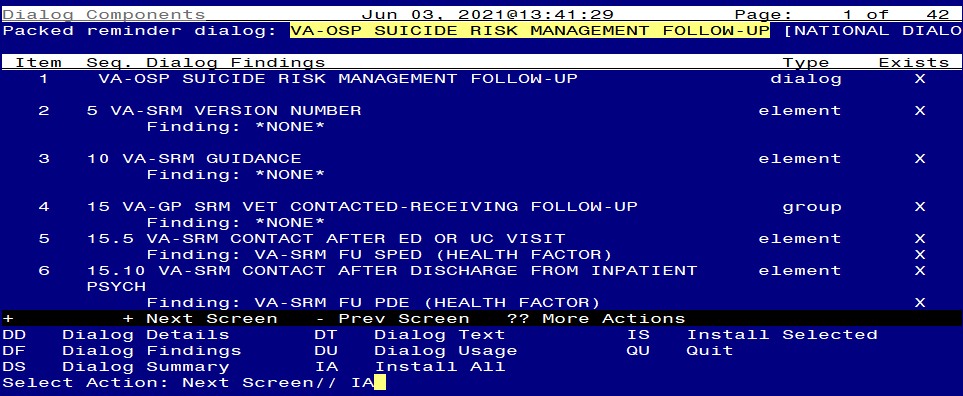 Dialog Components Jun 03, 2021@13:41:29 Page: 1 of 42
Packed reminder dialog: VA-OSP SUICIDE RISK MANAGEMENT FOLLOW-UP [NATIONAL DIALO
Item Seq. Dialog Findings Type Exists
1 VA-OSP SUICIDE RISK MANAGEMENT FOLLOW-UP dialog X
2 5 VA-SRM VERSION NUMBER element X
Finding: *NONE*
3 10 VA-SRM GUIDANCE element X
Finding: *NONE*
4 15 VA-GP SRM VET CONTACTED-RECEIVING FOLLOW-UP group X
Finding: *NONE*
5 15.5 VA-SRM CONTACT AFTER ED OR UC VISIT element X
Finding: VA-SRM FU SPED (HEALTH FACTOR) X
6 15.10 VA-SRM CONTACT AFTER DISCHARGE FROM INPATIENT element X
PSYCH
Finding: VA-SRM FU PDE (HEALTH FACTOR) X
+ + Next Screen - Prev Screen ?? More Actions
DD Dialog Details DT Dialog Text IS Install Selected
DF Dialog Findings DU Dialog Usage QU Quit
DS Dialog Summary IA Install All
Select Action: Next Screen// IA